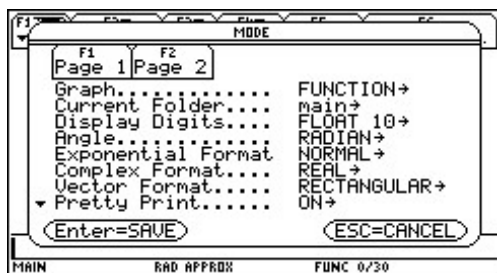 MODE
F1 F2
Page 1 Page 2
Graph............. FUNCTION→
Current Folder.... main→
Display Digits.... FLOAT 10→
Angle............. RADIAN→
Exponential Format NORMAL→
Complex Format.... REAL→
Vector Format..... RECTANGULAR→
Pretty Print...... ON→
Enter=SAVE ESC=CANCEL
MAIN RAD APPROX FUNC 0/30